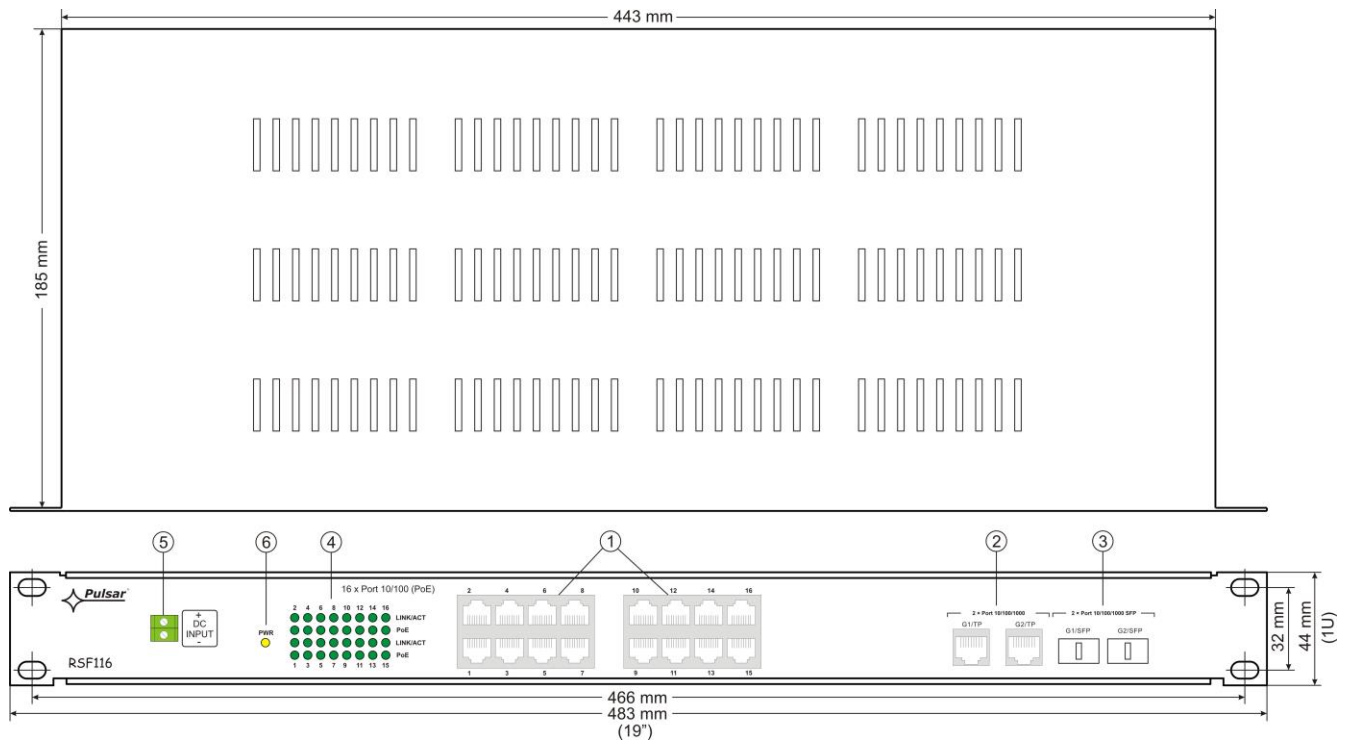 443 mm
185 mm
5
6
4
1
2
3
Pulsar
RSF116
+
DC
INPUT
-
PWR
16 x Port 10/100 (PoE)
2 4 6 8 10 12 14 16
LINK/ACT
PoE
LINK/ACT
PoE
1 3 5 7 9 11 13 15
2 4 6 8
1 3 5 7
10 12 14 16
9 11 13 15
2 × Port 10/100/1000
G1/TP G2/TP
2 × Port 10/100/1000 SFP
G1/SFP G2/SFP
32 mm
44 mm
(1U)
466 mm
483 mm
(19")